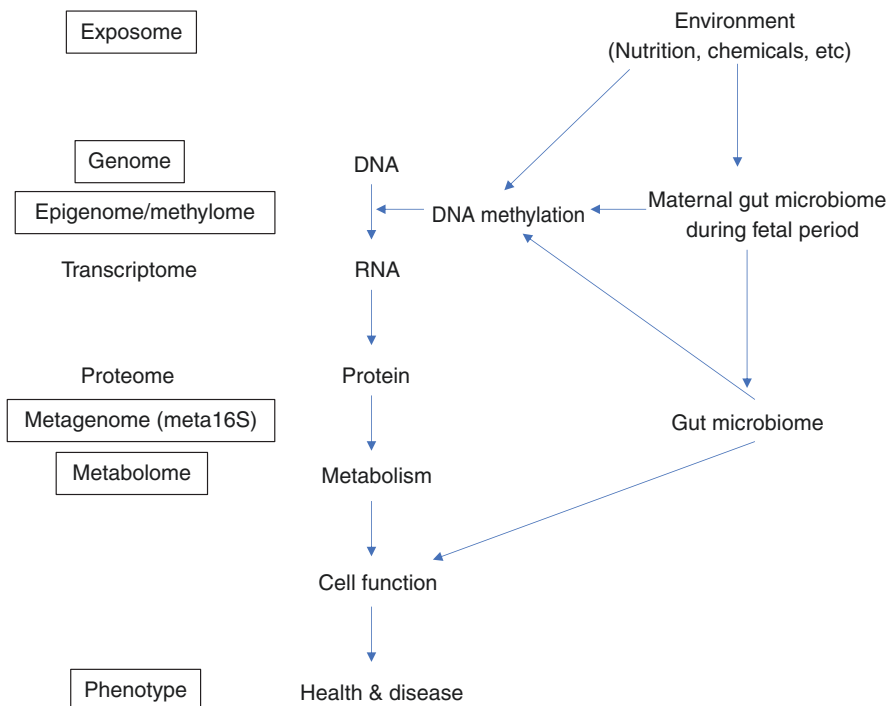 Exposome
Environment
(Nutrition, chemicals, etc)
Genome
DNA
Epigenome/methylome
DNA methylation
Maternal gut microbiome
during fetal period
Transcriptome
RNA
Proteome
Protein
Metagenome (meta16S)
Gut microbiome
Metabolome
Metabolism
Cell function
Phenotype
Health & disease